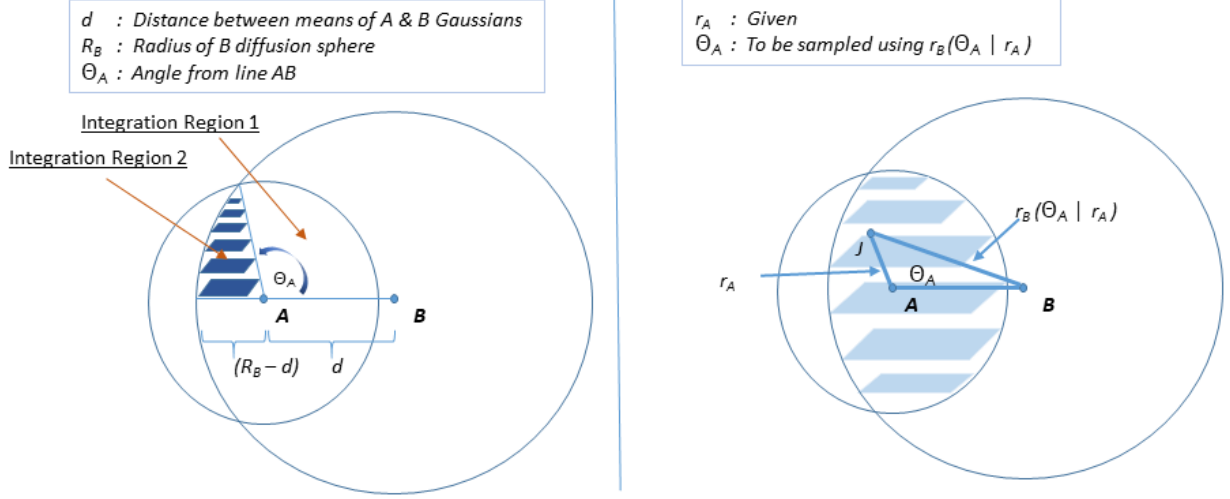 d : Distance between means of A & B Gaussians
R_B : Radius of B diffusion sphere
Θ_A : Angle from line AB
Integration Region 1
Integration Region 2
Θ_A
A
B
(R_B – d)
d
r_A : Given
Θ_A : To be sampled using r_B(Θ_A | r_A )
r_B(Θ_A | r_A )
J
r_A
Θ_A
A
B